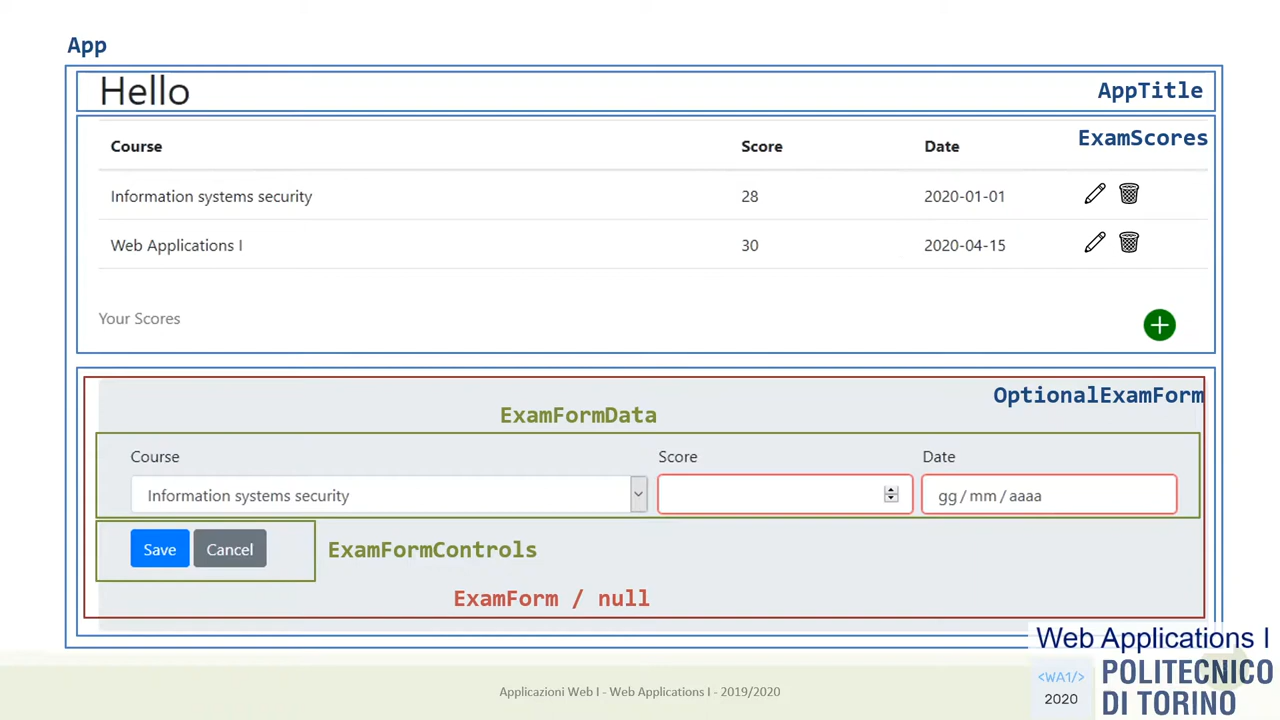 App
Hello AppTitle
ExamScores
Course Score Date
Information systems security 28 2020-01-01
Web Applications I 30 2020-04-15
Your Scores
OptionalExamForm
ExamFormData
Course Score Date
Information systems security gg / mm / aaaa
Save Cancel ExamFormControls
ExamForm / null
Web Applications I
<WA1/>
2020
POLITECNICO
DI TORINO
Applicazioni Web I - Web Applications I - 2019/2020